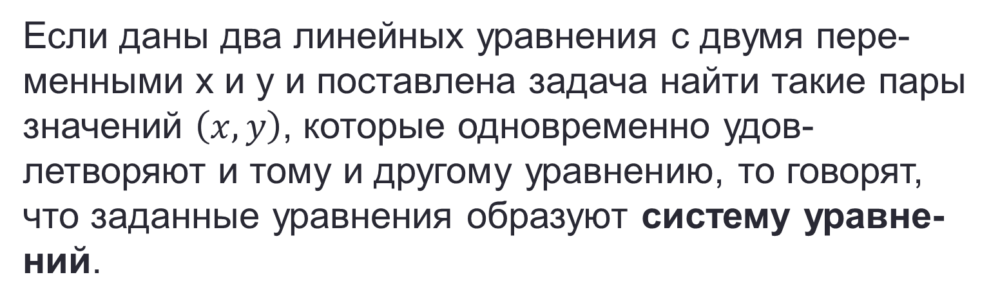 Если даны два линейных уравнения с двумя пере-
менными x и y и поставлена задача найти такие пары
значений (x, y), которые одновременно удов-
летворяют и тому и другому уравнению, то говорят,
что заданные уравнения образуют систему уравне-
ний.